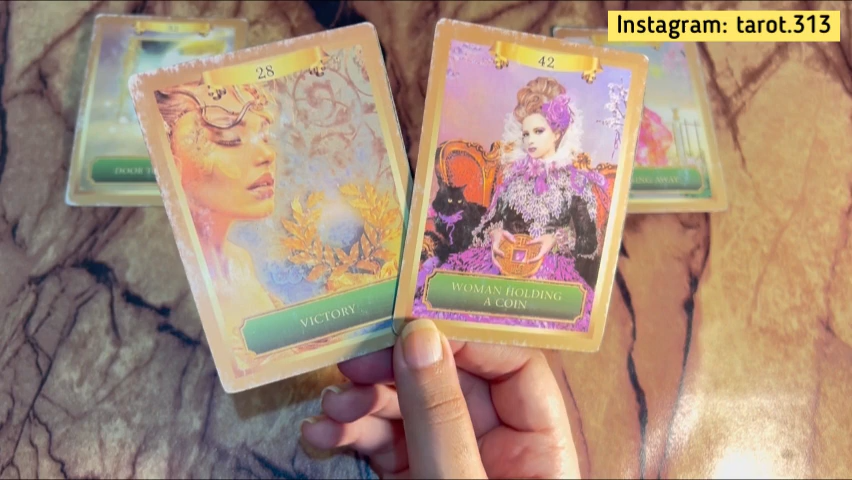 Instagram: tarot.313
28
42
VICTORY
WOMAN HOLDING
A COIN